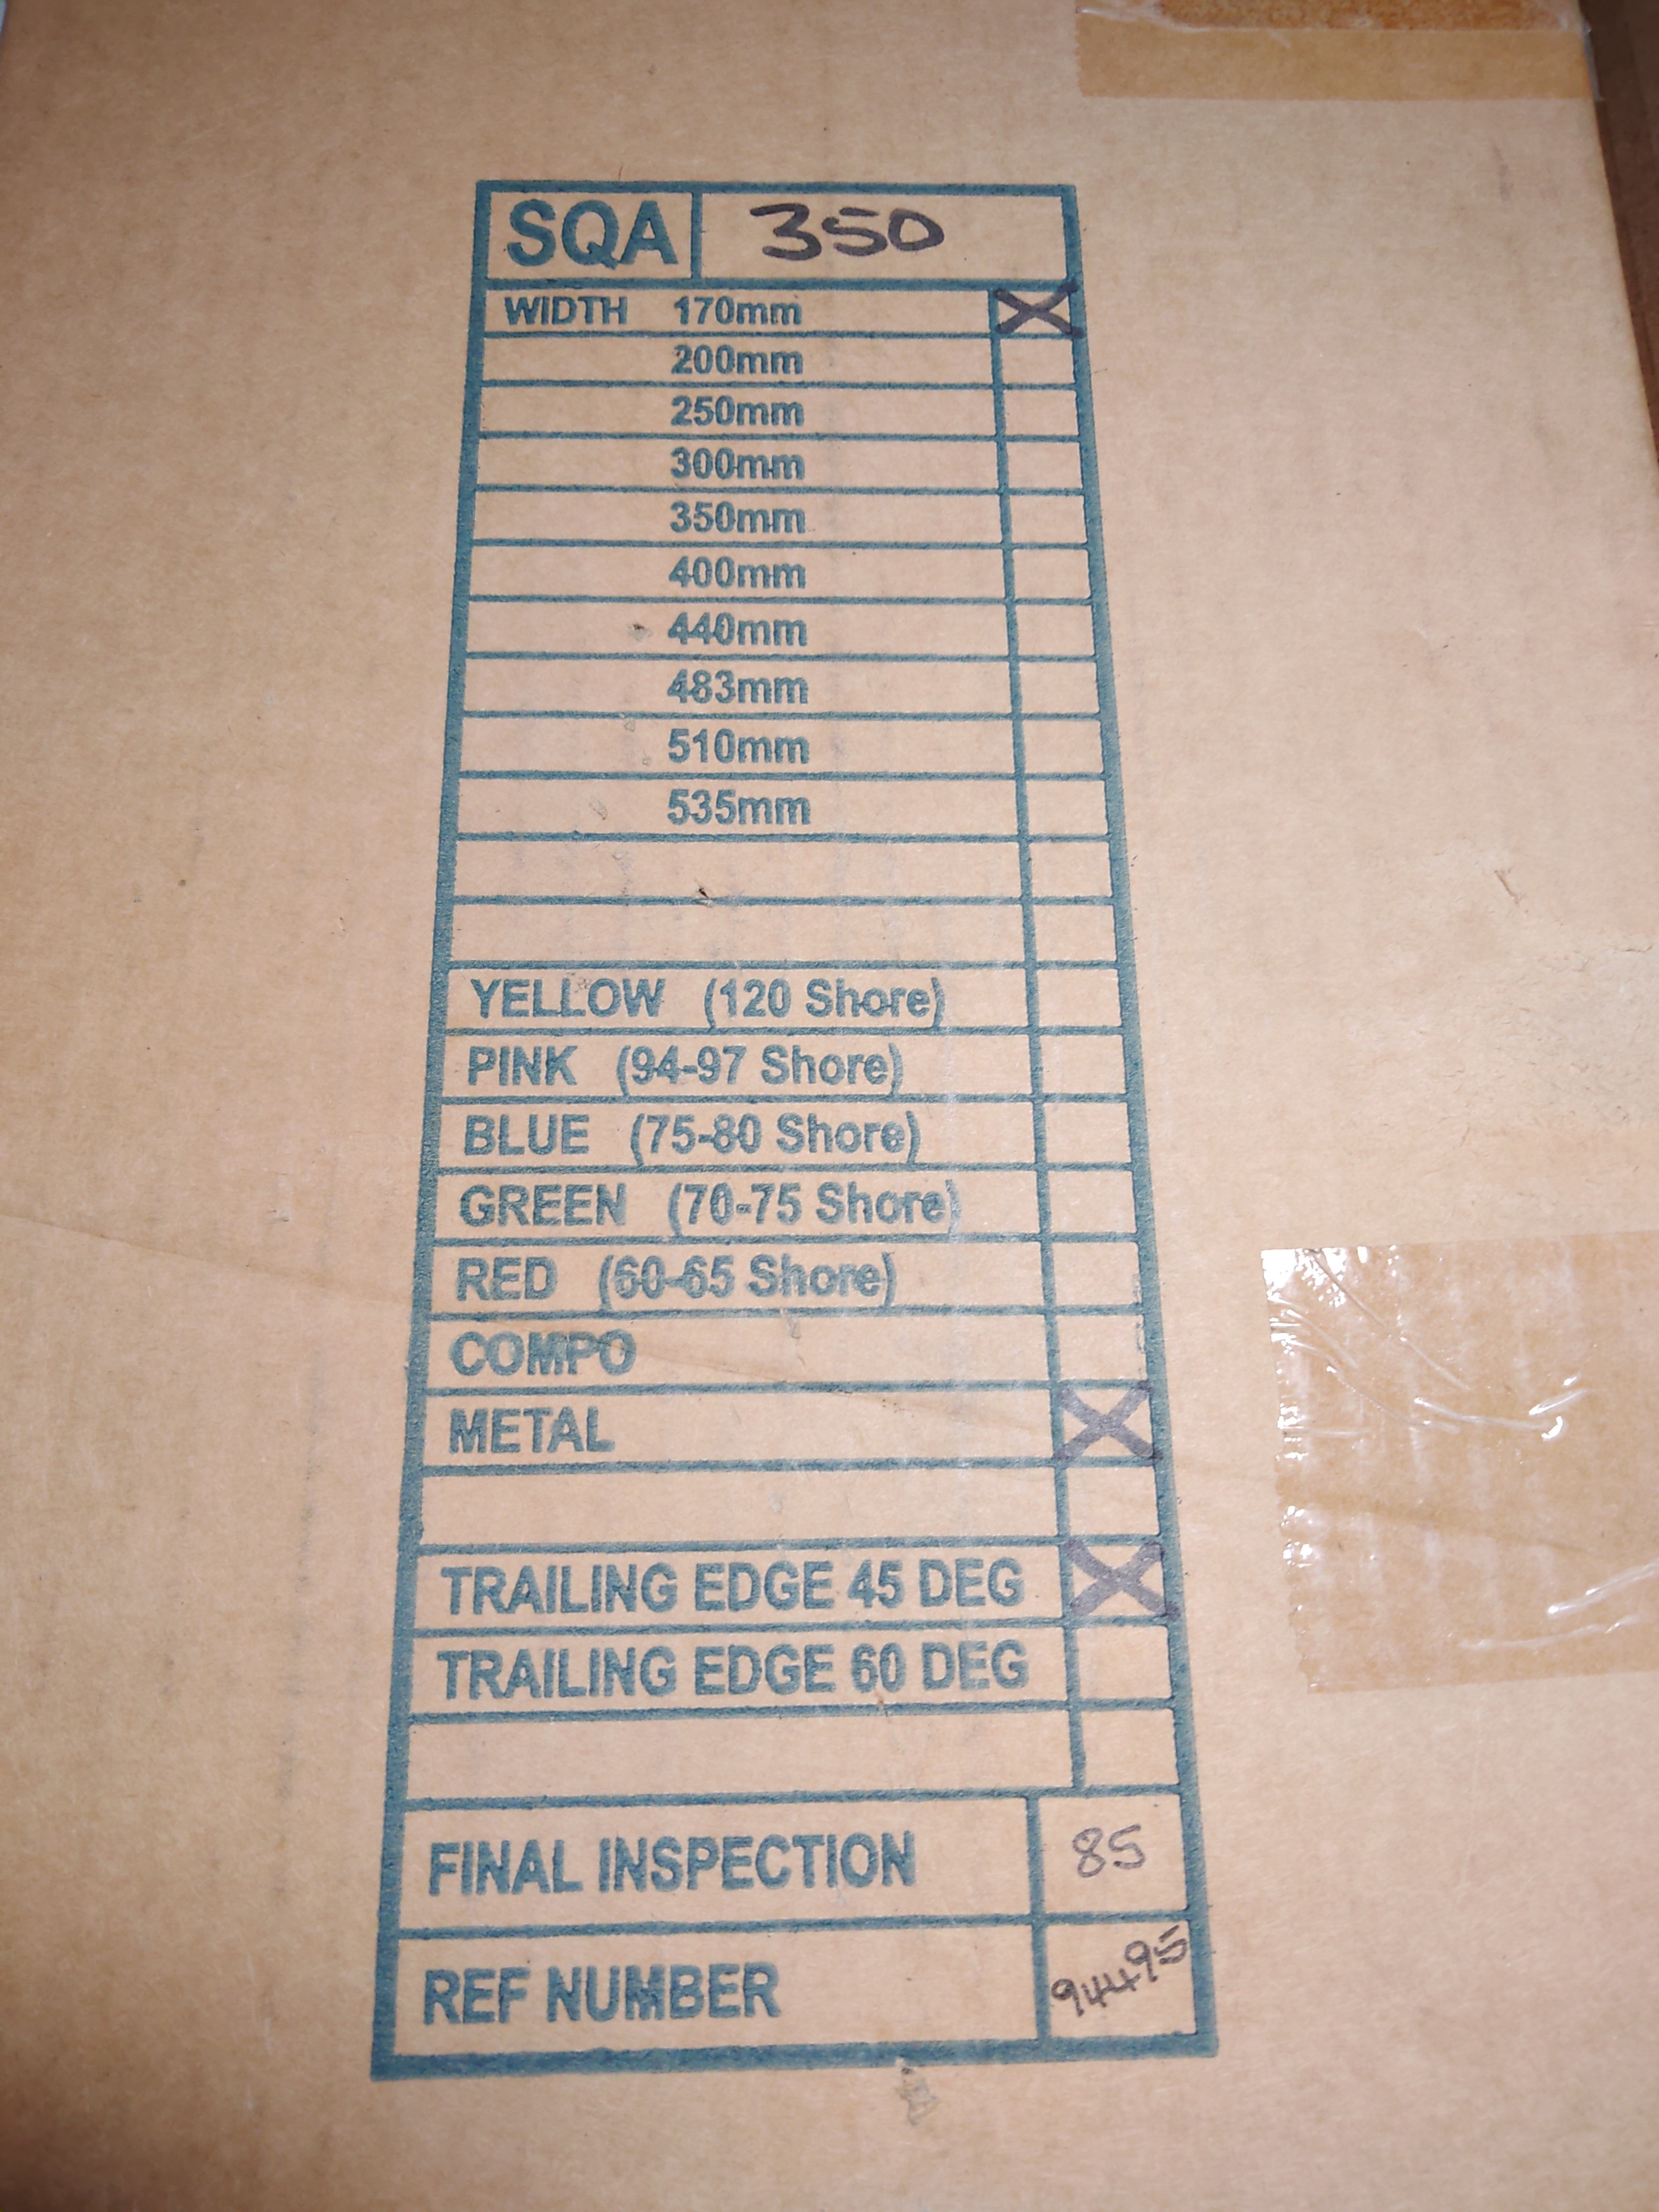 SQA 350
WIDTH 170mm X
200mm
250mm
300mm
350mm
400mm
440mm
483mm
510mm
535mm
YELLOW (120 Shore)
PINK (94-97 Shore)
BLUE (75-80 Shore)
GREEN (70-75 Shore)
RED (60-65 Shore)
COMPO
METAL X
TRAILING EDGE 45 DEG X
TRAILING EDGE 60 DEG
FINAL INSPECTION 85
REF NUMBER 94495